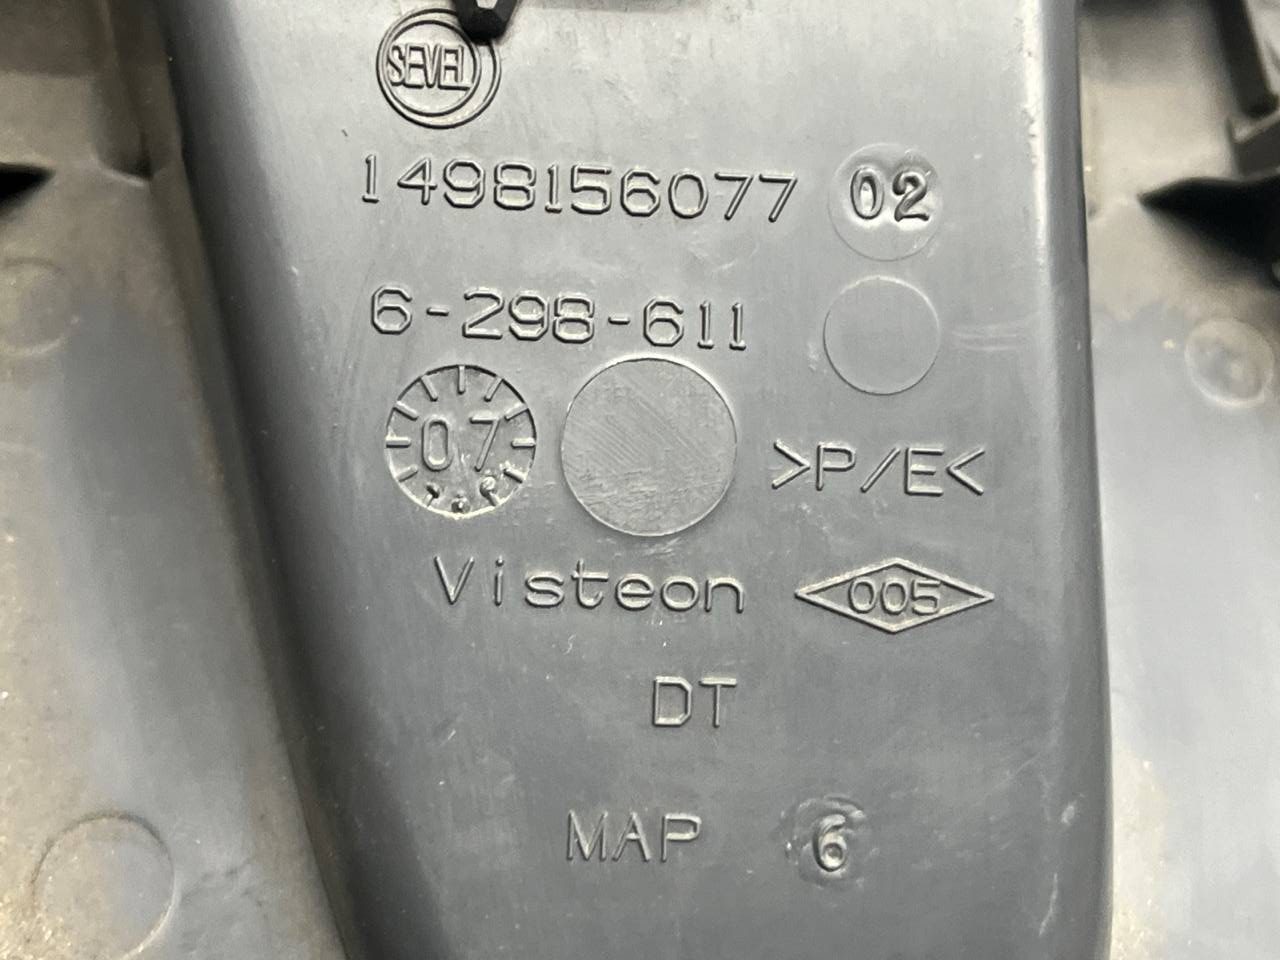 SEVEL
1498156077 02
6-298-611
07
>P/E<
Visteon 005
DT
MAP 6